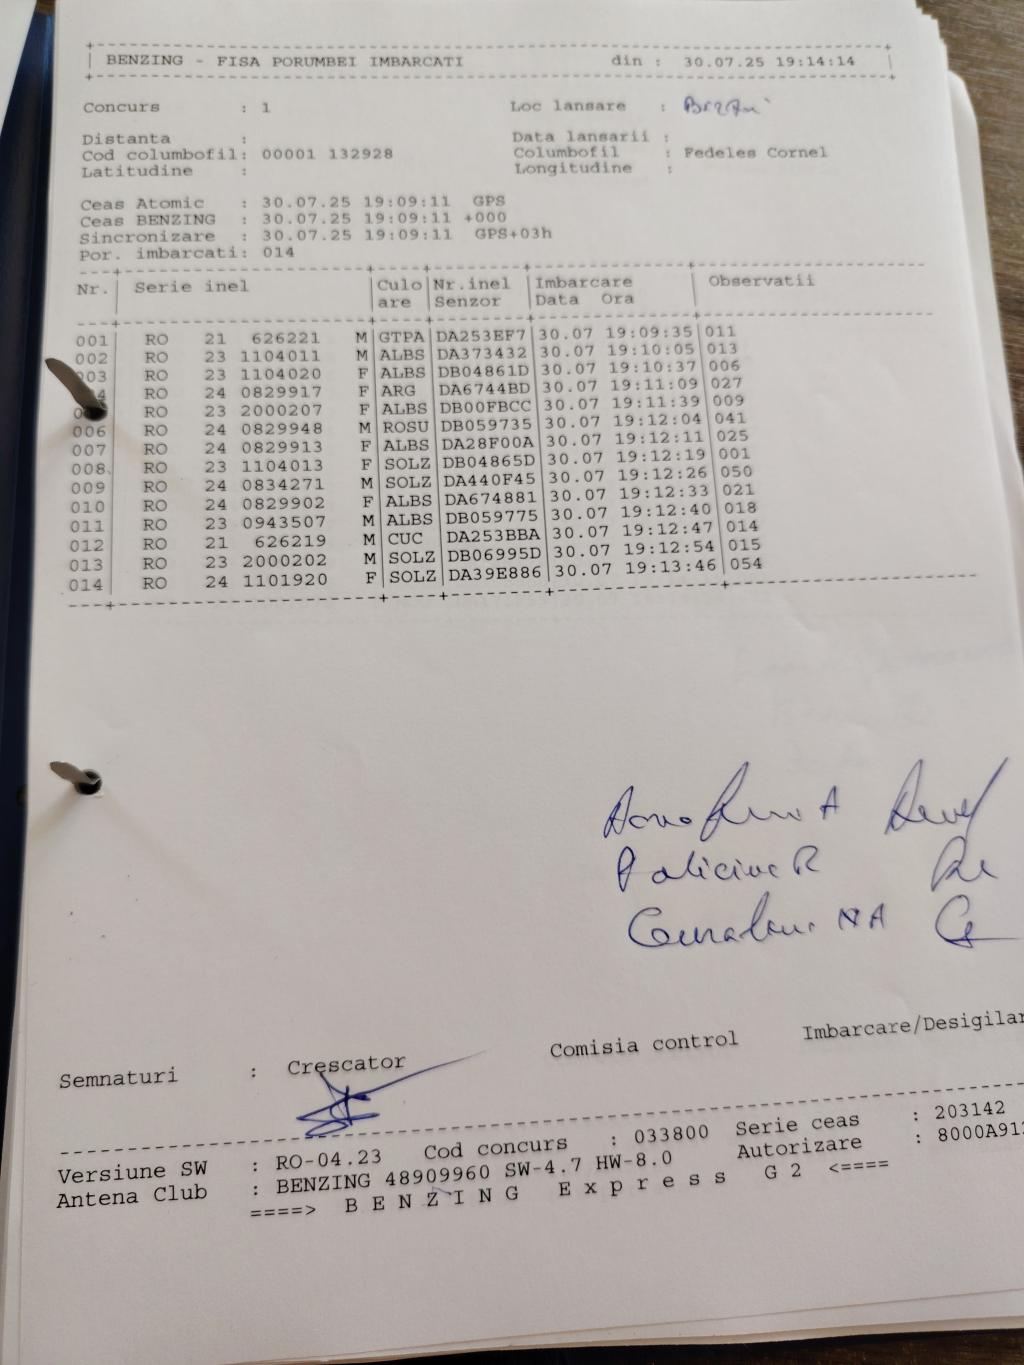 BENZING - FISA PORUMBEI IMBARCATI din : 30.07.25 19:14:14
Concurs : 1 Loc lansare :
Distanta : Data lansarii :
Cod columbofil: 00001 132928 Columbofil : Fedeles Cornel
Latitudine : Longitudine :
Ceas Atomic : 30.07.25 19:09:11 GPS
Ceas BENZING : 30.07.25 19:09:11 +000
Sincronizare : 30.07.25 19:09:11 GPS+03h
Por. imbarcati: 014
Nr. Serie inel Culo Nr.inel Imbarcare Observatii
are Senzor Data Ora
001 RO 21 626221 M GTPA DA253EF7 30.07 19:09:35 011
002 RO 23 1104011 M ALBS DA373432 30.07 19:10:05 013
003 RO 23 1104020 F ALBS DB04861D 30.07 19:10:37 006
4 RO 24 0829917 F ARG DA6744BD 30.07 19:11:09 027
RO 23 2000207 F ALBS DB00FBCC 30.07 19:11:39 009
006 RO 24 0829948 M ROSU DB059735 30.07 19:12:04 041
007 RO 24 0829913 F ALBS DA28F00A 30.07 19:12:11 025
008 RO 23 1104013 F SOLZ DB04865D 30.07 19:12:19 001
009 RO 24 0834271 M SOLZ DA440F45 30.07 19:12:26 050
010 RO 24 0829902 F ALBS DA674881 30.07 19:12:33 021
011 RO 23 0943507 M ALBS DB059775 30.07 19:12:40 018
012 RO 21 626219 M CUC DA253BBA 30.07 19:12:47 014
013 RO 23 2000202 M SOLZ DB06995D 30.07 19:12:54 015
014 RO 24 1101920 F SOLZ DA39E886 30.07 19:13:46 054
Semnaturi : Crescator Comisia control Imbarcare/Desigilar
Versiune SW : RO-04.23 Cod concurs : 033800 Serie ceas : 203142
Antena Club : BENZING 48909960 SW-4.7 HW-8.0 Autorizare : 8000A912
====> B E N Z I N G E x p r e s s G 2 <====